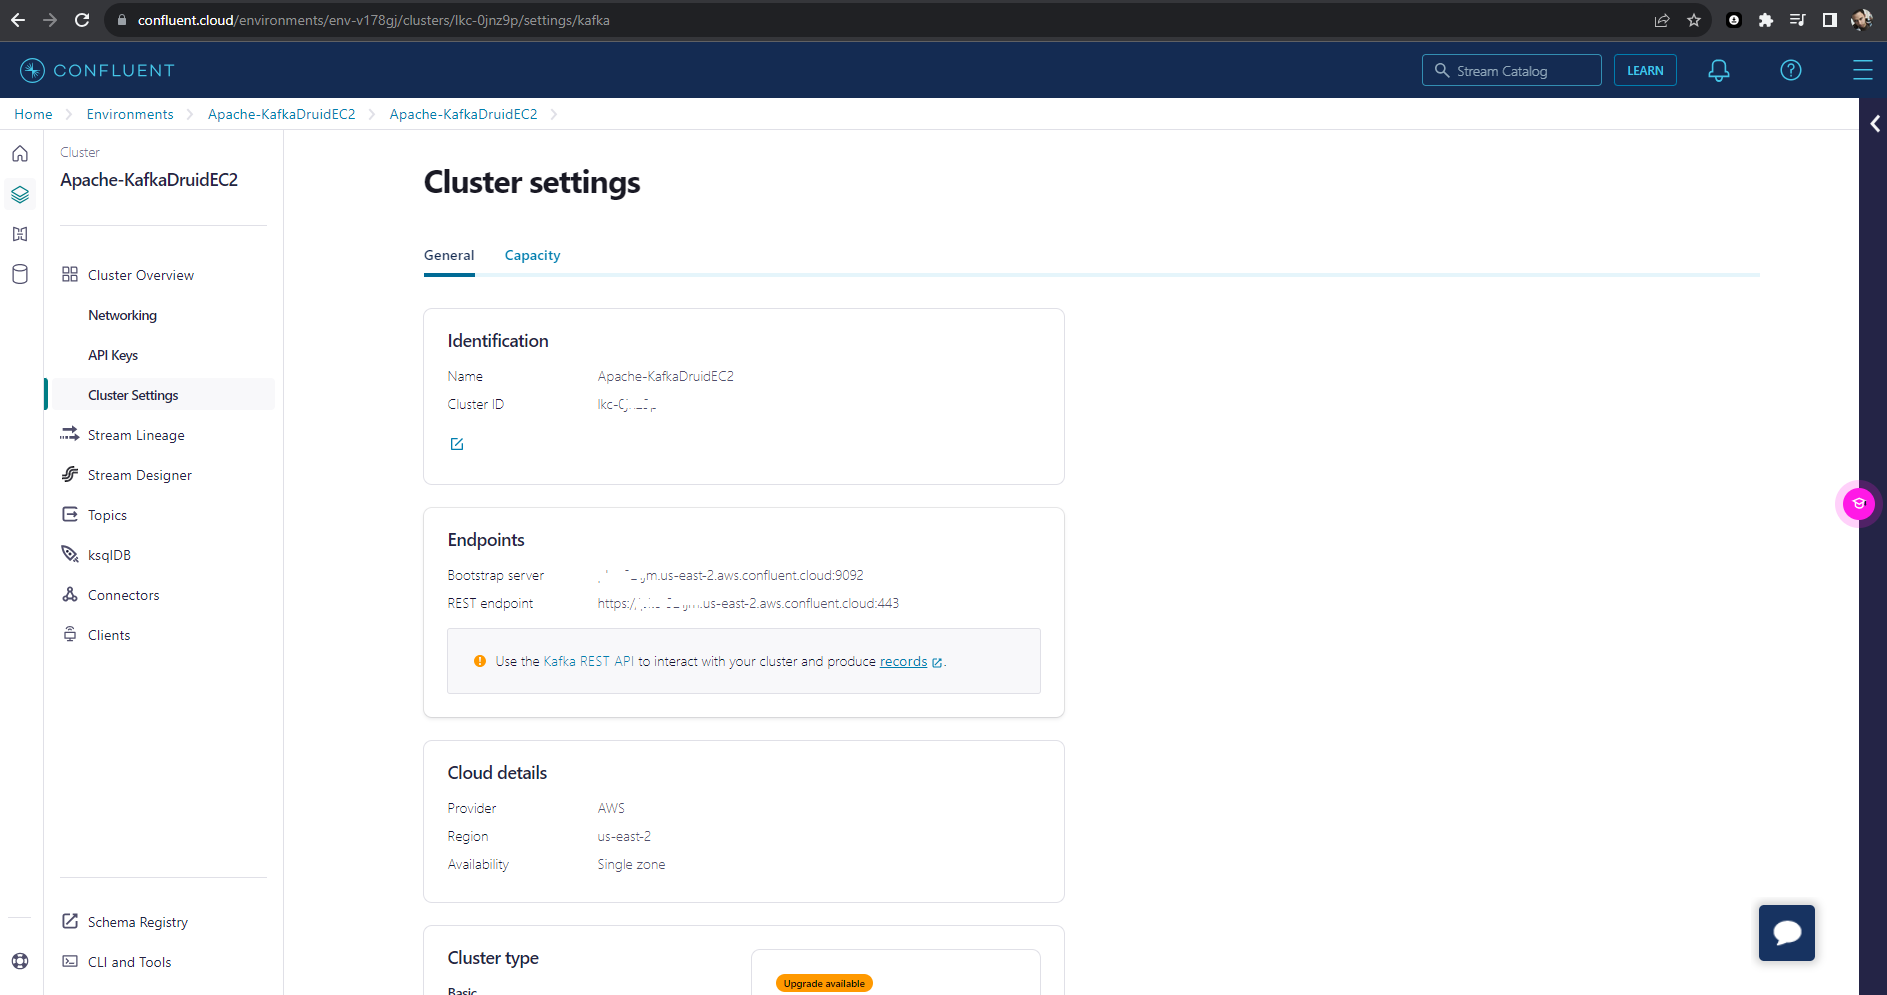 confluent.cloud/environments/env-v178gj/clusters/lkc-0jnz9p/settings/kafka
CONFLUENT
Stream Catalog
LEARN
Home
Environments
Apache-KafkaDruidEC2
Apache-KafkaDruidEC2
Cluster
Apache-KafkaDruidEC2
Cluster Overview
Networking
API Keys
Cluster Settings
Stream Lineage
Stream Designer
Topics
ksqlDB
Connectors
Clients
Schema Registry
CLI and Tools
Cluster settings
General
Capacity
Identification
Name
Apache-KafkaDruidEC2
Cluster ID
Endpoints
Bootstrap server
.us-east-2.aws.confluent.cloud:9092
REST endpoint
https:// .us-east-2.aws.confluent.cloud:443
Use the Kafka REST API to interact with your cluster and produce records.
Cloud details
Provider
AWS
Region
us-east-2
Availability
Single zone
Cluster type
Basic
Upgrade available